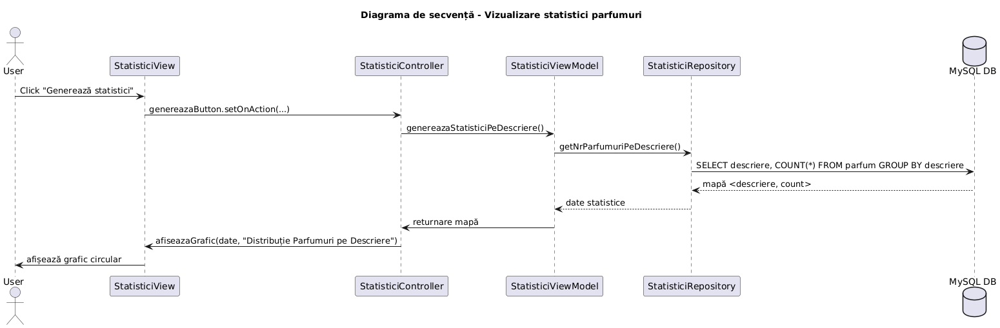 Diagrama de secvență - Vizualizare statistici parfumuri
User
StatisticiView
StatisticiController
StatisticiViewModel
StatisticiRepository
MySQL DB
Click "Generează statistici"
genereazaButton.setOnAction(...)
genereazaStatisticiPeDescriere()
getNrParfumuriPeDescriere()
SELECT descriere, COUNT(*) FROM parfum GROUP BY descriere
mapă <descriere, count>
date statistice
returnare mapă
afiseazaGrafic(date, "Distribuție Parfumuri pe Descriere")
afișează grafic circular
User
StatisticiView
StatisticiController
StatisticiViewModel
StatisticiRepository
MySQL DB